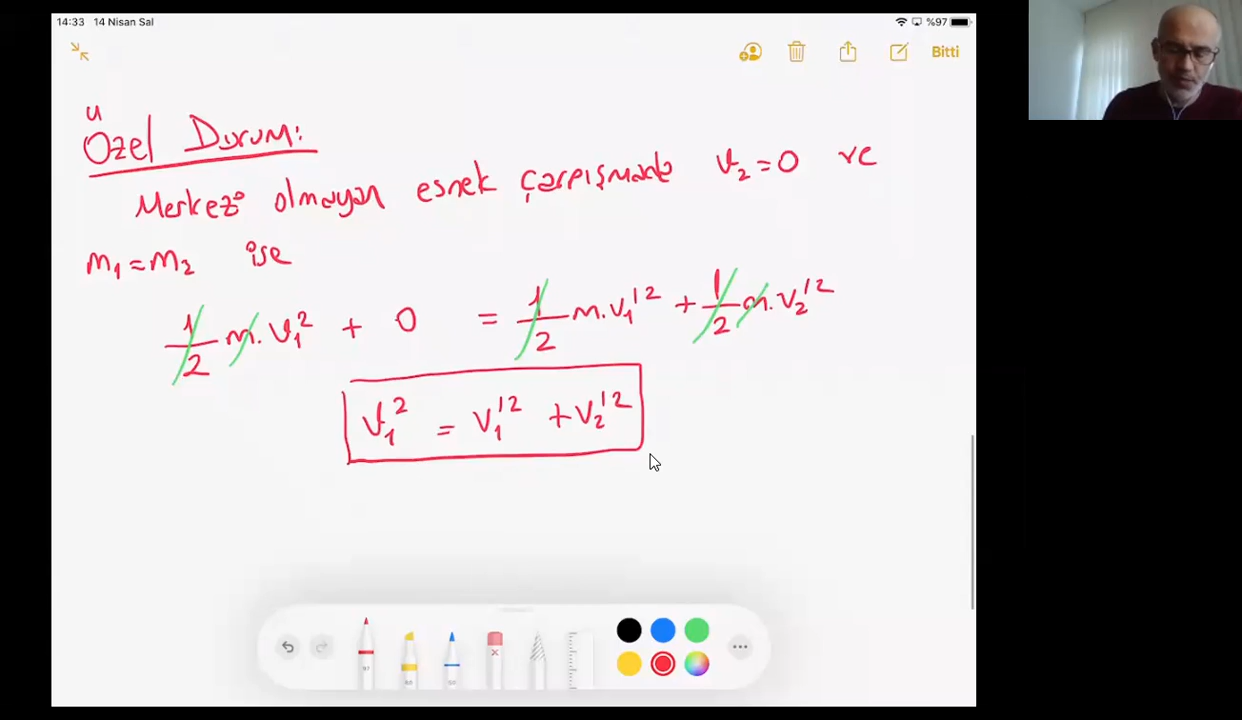 14:33 14 Nisan Sal %97
Bitti
u
Özel Durum:
Merkezi olmayan esnek çarpışmada v₂ = 0 ve
m₁ = m₂ ise
1/2 m. v₁² + 0 = 1/2 m. v₁'² + 1/2 m. v₂'²
v₁² = v₁'² + v₂'²